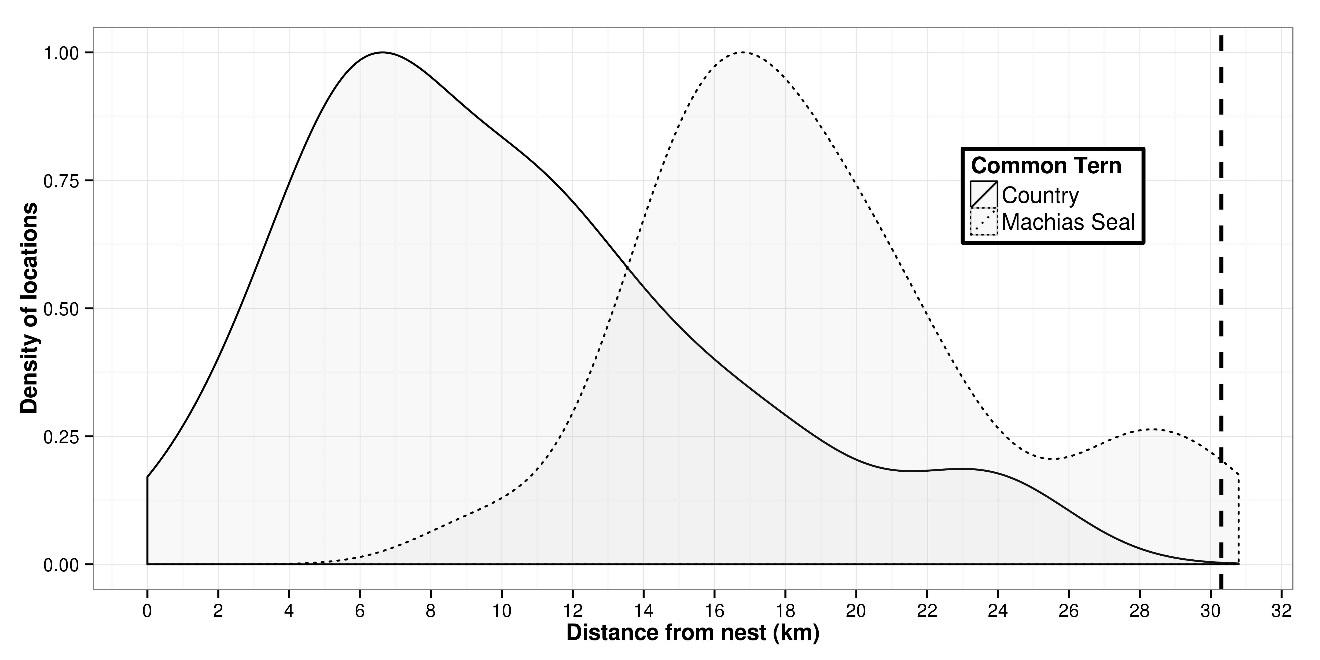 1.00
0.75
0.50
0.25
0.00
Density of locations
Common Tern
Country
Machias Seal
0 2 4 6 8 10 12 14 16 18 20 22 24 26 28 30 32
Distance from nest (km)